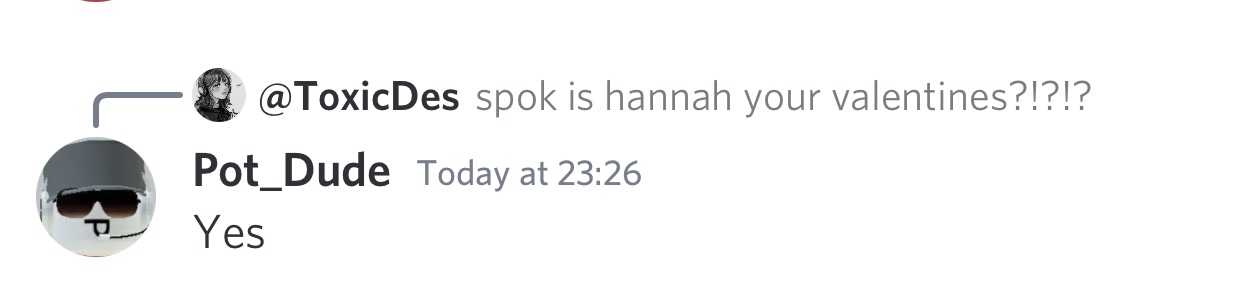 @ToxicDes spok is hannah your valentines?!?!?
Pot_Dude Today at 23:26
Yes